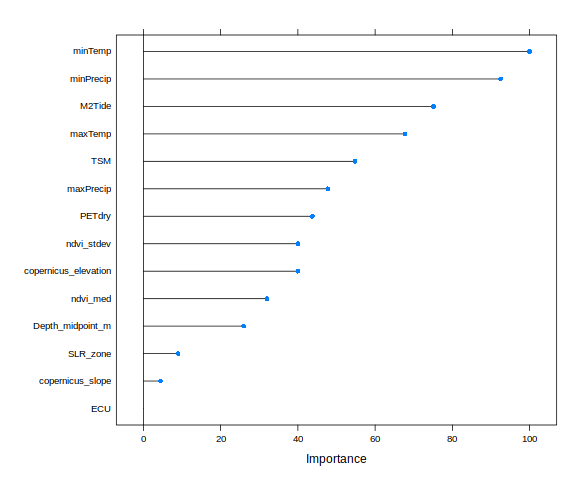 minTemp
minPrecip
M2Tide
maxTemp
TSM
maxPrecip
PETdry
ndvi_stdev
copernicus_elevation
ndvi_med
Depth_midpoint_m
SLR_zone
copernicus_slope
ECU
0 20 40 60 80 100
Importance